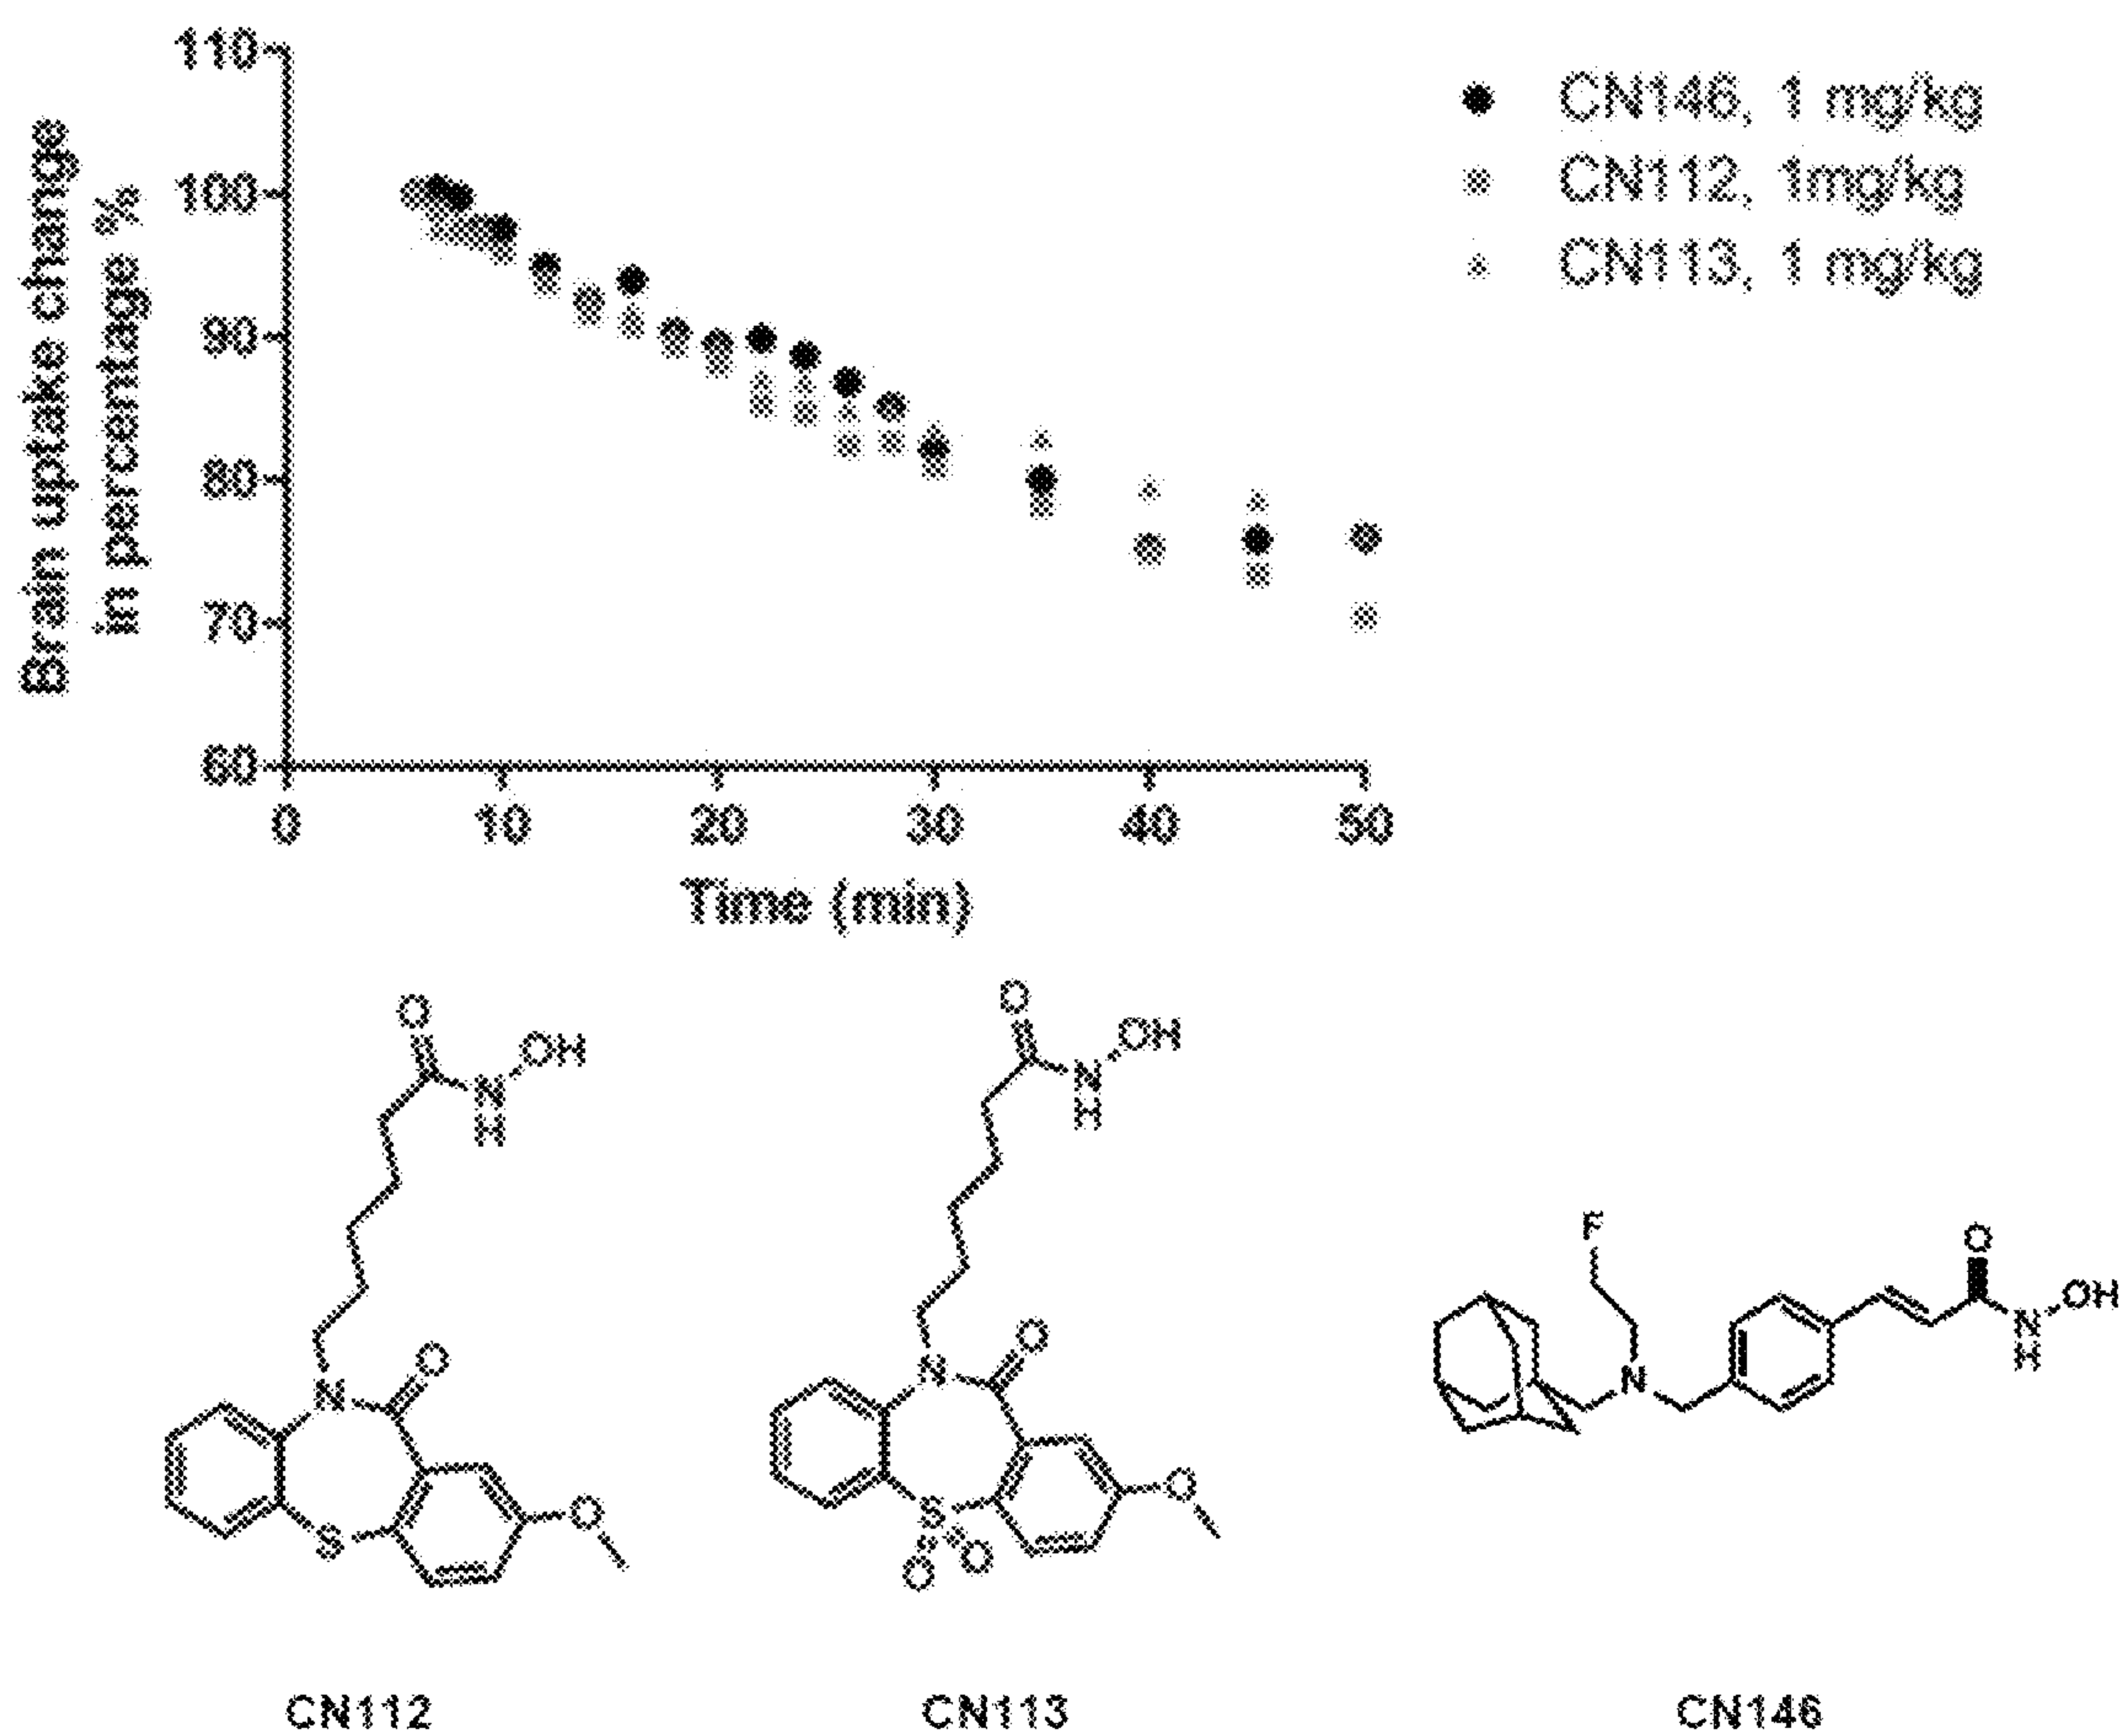 Brain uptake change
in percentage %
110
100
90
80
70
60
0 10 20 30 40 50
Time (min)
CN146, 1 mg/kg
CN112, 1mg/kg
CN113, 1 mg/kg
O
OH
N
H
N
O
S
O
O
OH
N
H
N
O
S
O
O
O
F
N
O
OH
N
H
CN112
CN113
CN146